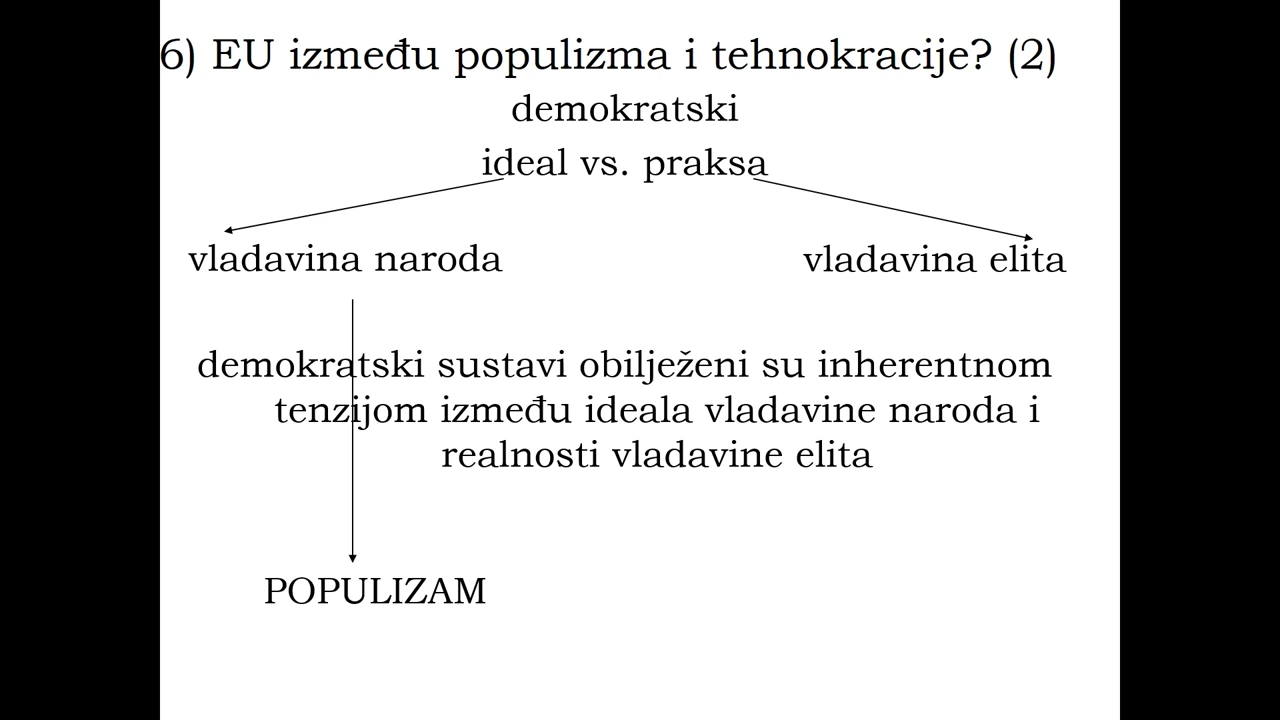 6) EU između populizma i tehnokracije? (2)
demokratski
ideal vs. praksa
vladavina naroda
vladavina elita
demokratski sustavi obilježeni su inherentnom
tenzijom između ideala vladavine naroda i
realnosti vladavine elita
POPULIZAM